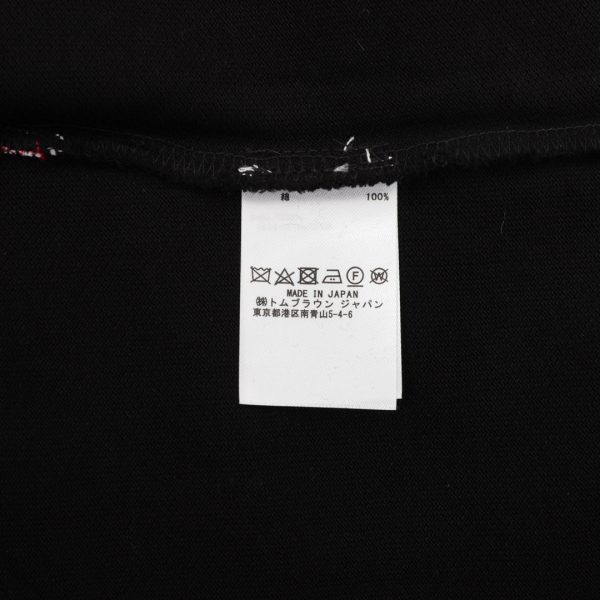 綿 100%
MADE IN JAPAN
㈱トムブラウン ジャパン
東京都港区南青山5-4-6